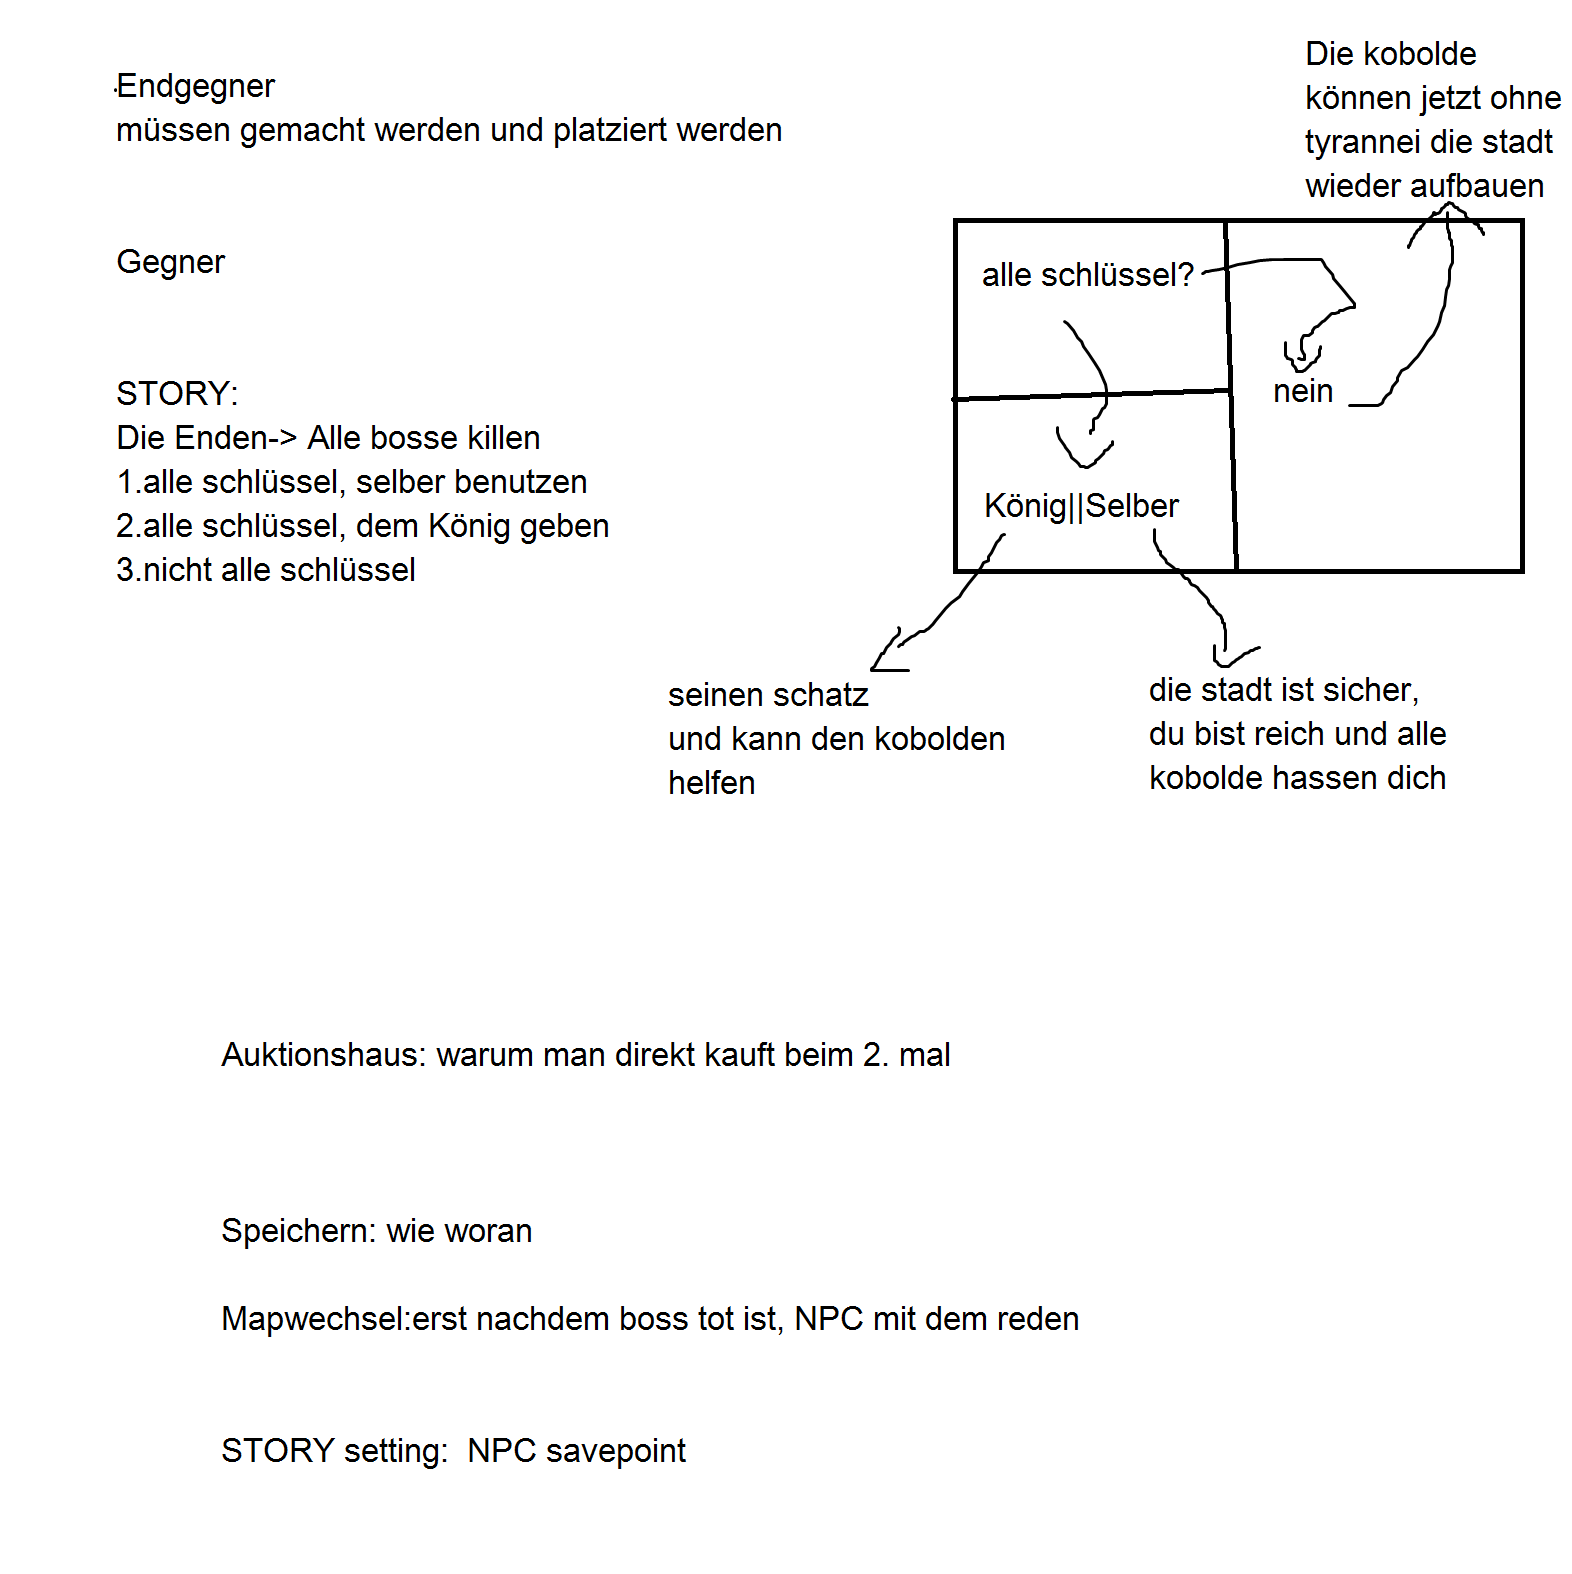 Endgegner
müssen gemacht werden und platziert werden
Gegner
STORY:
Die Enden-> Alle bosse killen
1.alle schlüssel, selber benutzen
2.alle schlüssel, dem König geben
3.nicht alle schlüssel
Die kobolde
können jetzt ohne
tyrannei die stadt
wieder aufbauen
alle schlüssel?
nein
König||Selber
seinen schatz
und kann den kobolden
helfen
die stadt ist sicher,
du bist reich und alle
kobolde hassen dich
Auktionshaus: warum man direkt kauft beim 2. mal
Speichern: wie woran
Mapwechsel:erst nachdem boss tot ist, NPC mit dem reden
STORY setting:  NPC savepoint